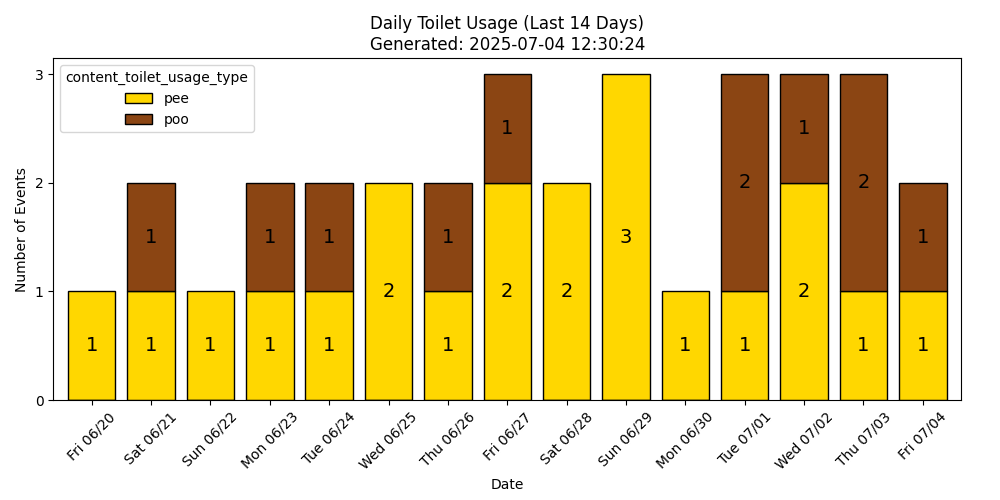 Daily Toilet Usage (Last 14 Days)
Generated: 2025-07-04 12:30:24
content_toilet_usage_type
pee
poo
Number of Events
3
2
1
0
1
1
1
1
1
1
1
1
1
2
1
1
2
1
2
3
1
2
1
1
2
2
1
1
1
Fri 06/20
Sat 06/21
Sun 06/22
Mon 06/23
Tue 06/24
Wed 06/25
Thu 06/26
Fri 06/27
Sat 06/28
Sun 06/29
Mon 06/30
Tue 07/01
Wed 07/02
Thu 07/03
Fri 07/04
Date